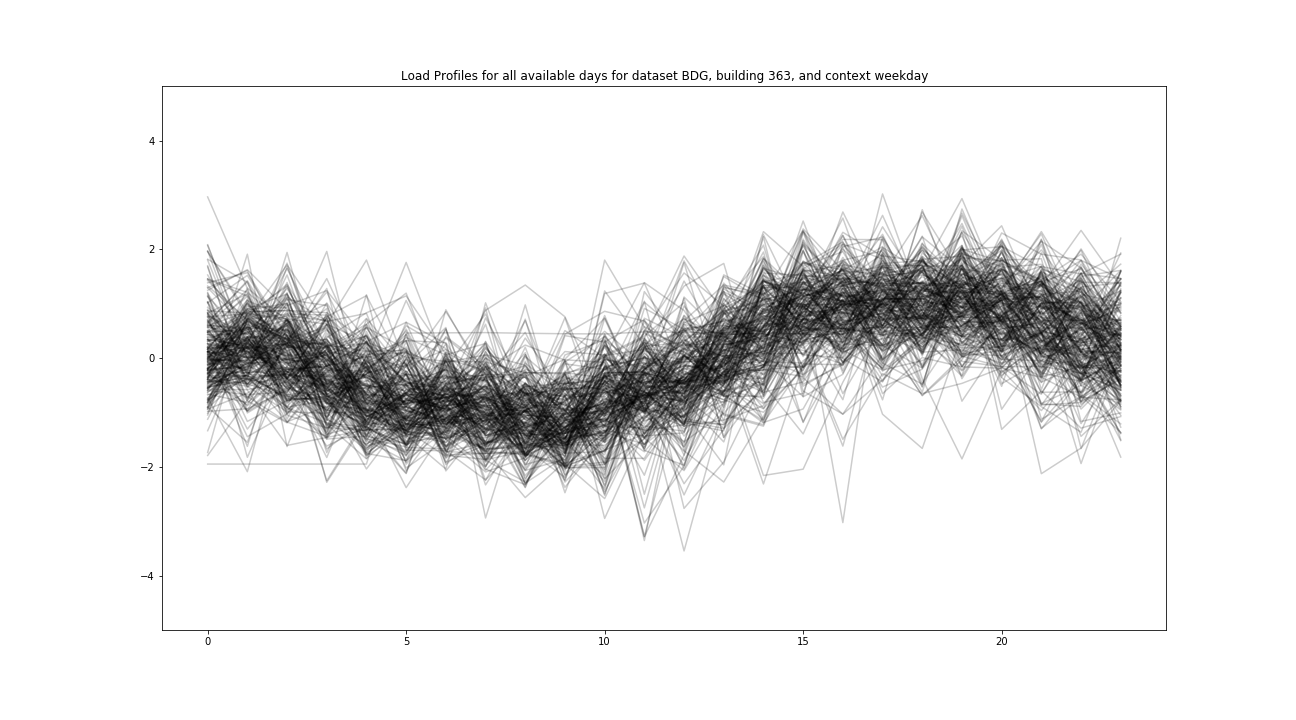 Load Profiles for all available days for dataset BDG, building 363, and context weekday
4
2
0
−2
−4
0 5 10 15 20